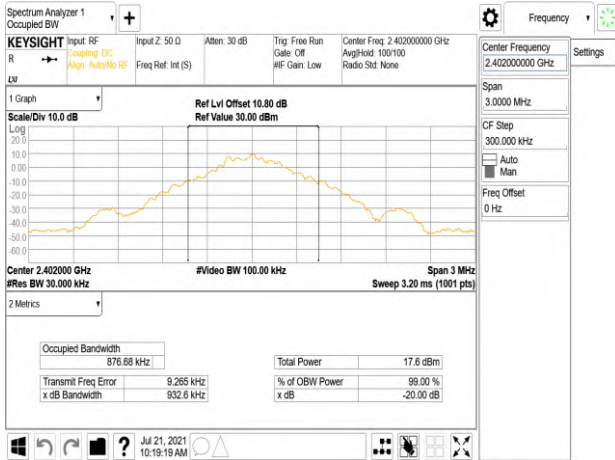 Spectrum Analyzer 1
Occupied BW
+
Frequency
KEYSIGHT
R
Input: RF
Coupling: DC
Align: Auto/No RF
Input Z: 50 Ω
Freq Ref: Int (S)
Atten: 30 dB
Trig: Free Run
Gate: Off
#IF Gain: Low
Center Freq: 2.402000000 GHz
Avg|Hold: 100/100
Radio Std: None
Center Frequency
2.402000000 GHz
Settings
Span
3.0000 MHz
CF Step
300.000 kHz
Auto
Man
Freq Offset
0 Hz
1 Graph
Scale/Div 10.0 dB
Ref Lvl Offset 10.80 dB
Ref Value 30.00 dBm
Log
20.0
10.0
0.00
-10.0
-20.0
-30.0
-40.0
-50.0
-60.0
Center 2.402000 GHz
#Video BW 100.00 kHz
Span 3 MHz
#Res BW 30.000 kHz
Sweep 3.20 ms (1001 pts)
2 Metrics
Occupied Bandwidth
876.68 kHz
Total Power 17.6 dBm
Transmit Freq Error 9.265 kHz
% of OBW Power 99.00 %
x dB Bandwidth 932.6 kHz
x dB -20.00 dB
?
Jul 21, 2021
10:19:19 AM